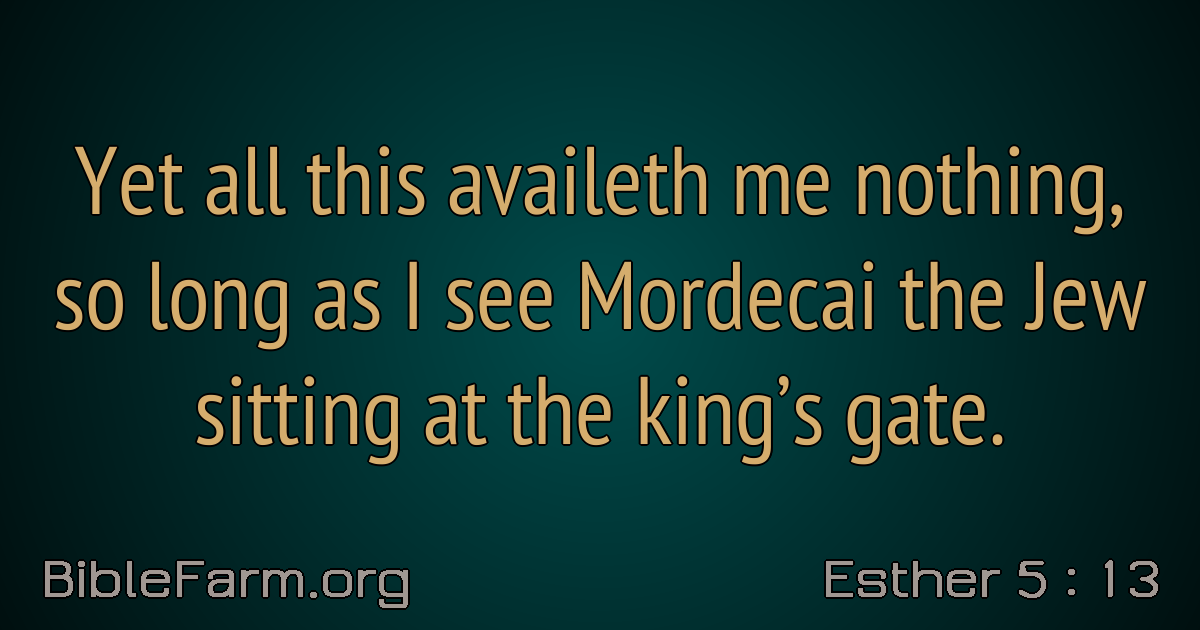 Yet all this availeth me nothing,
so long as I see Mordecai the Jew
sitting at the king’s gate.
BibleFarm.org
Esther 5 : 13